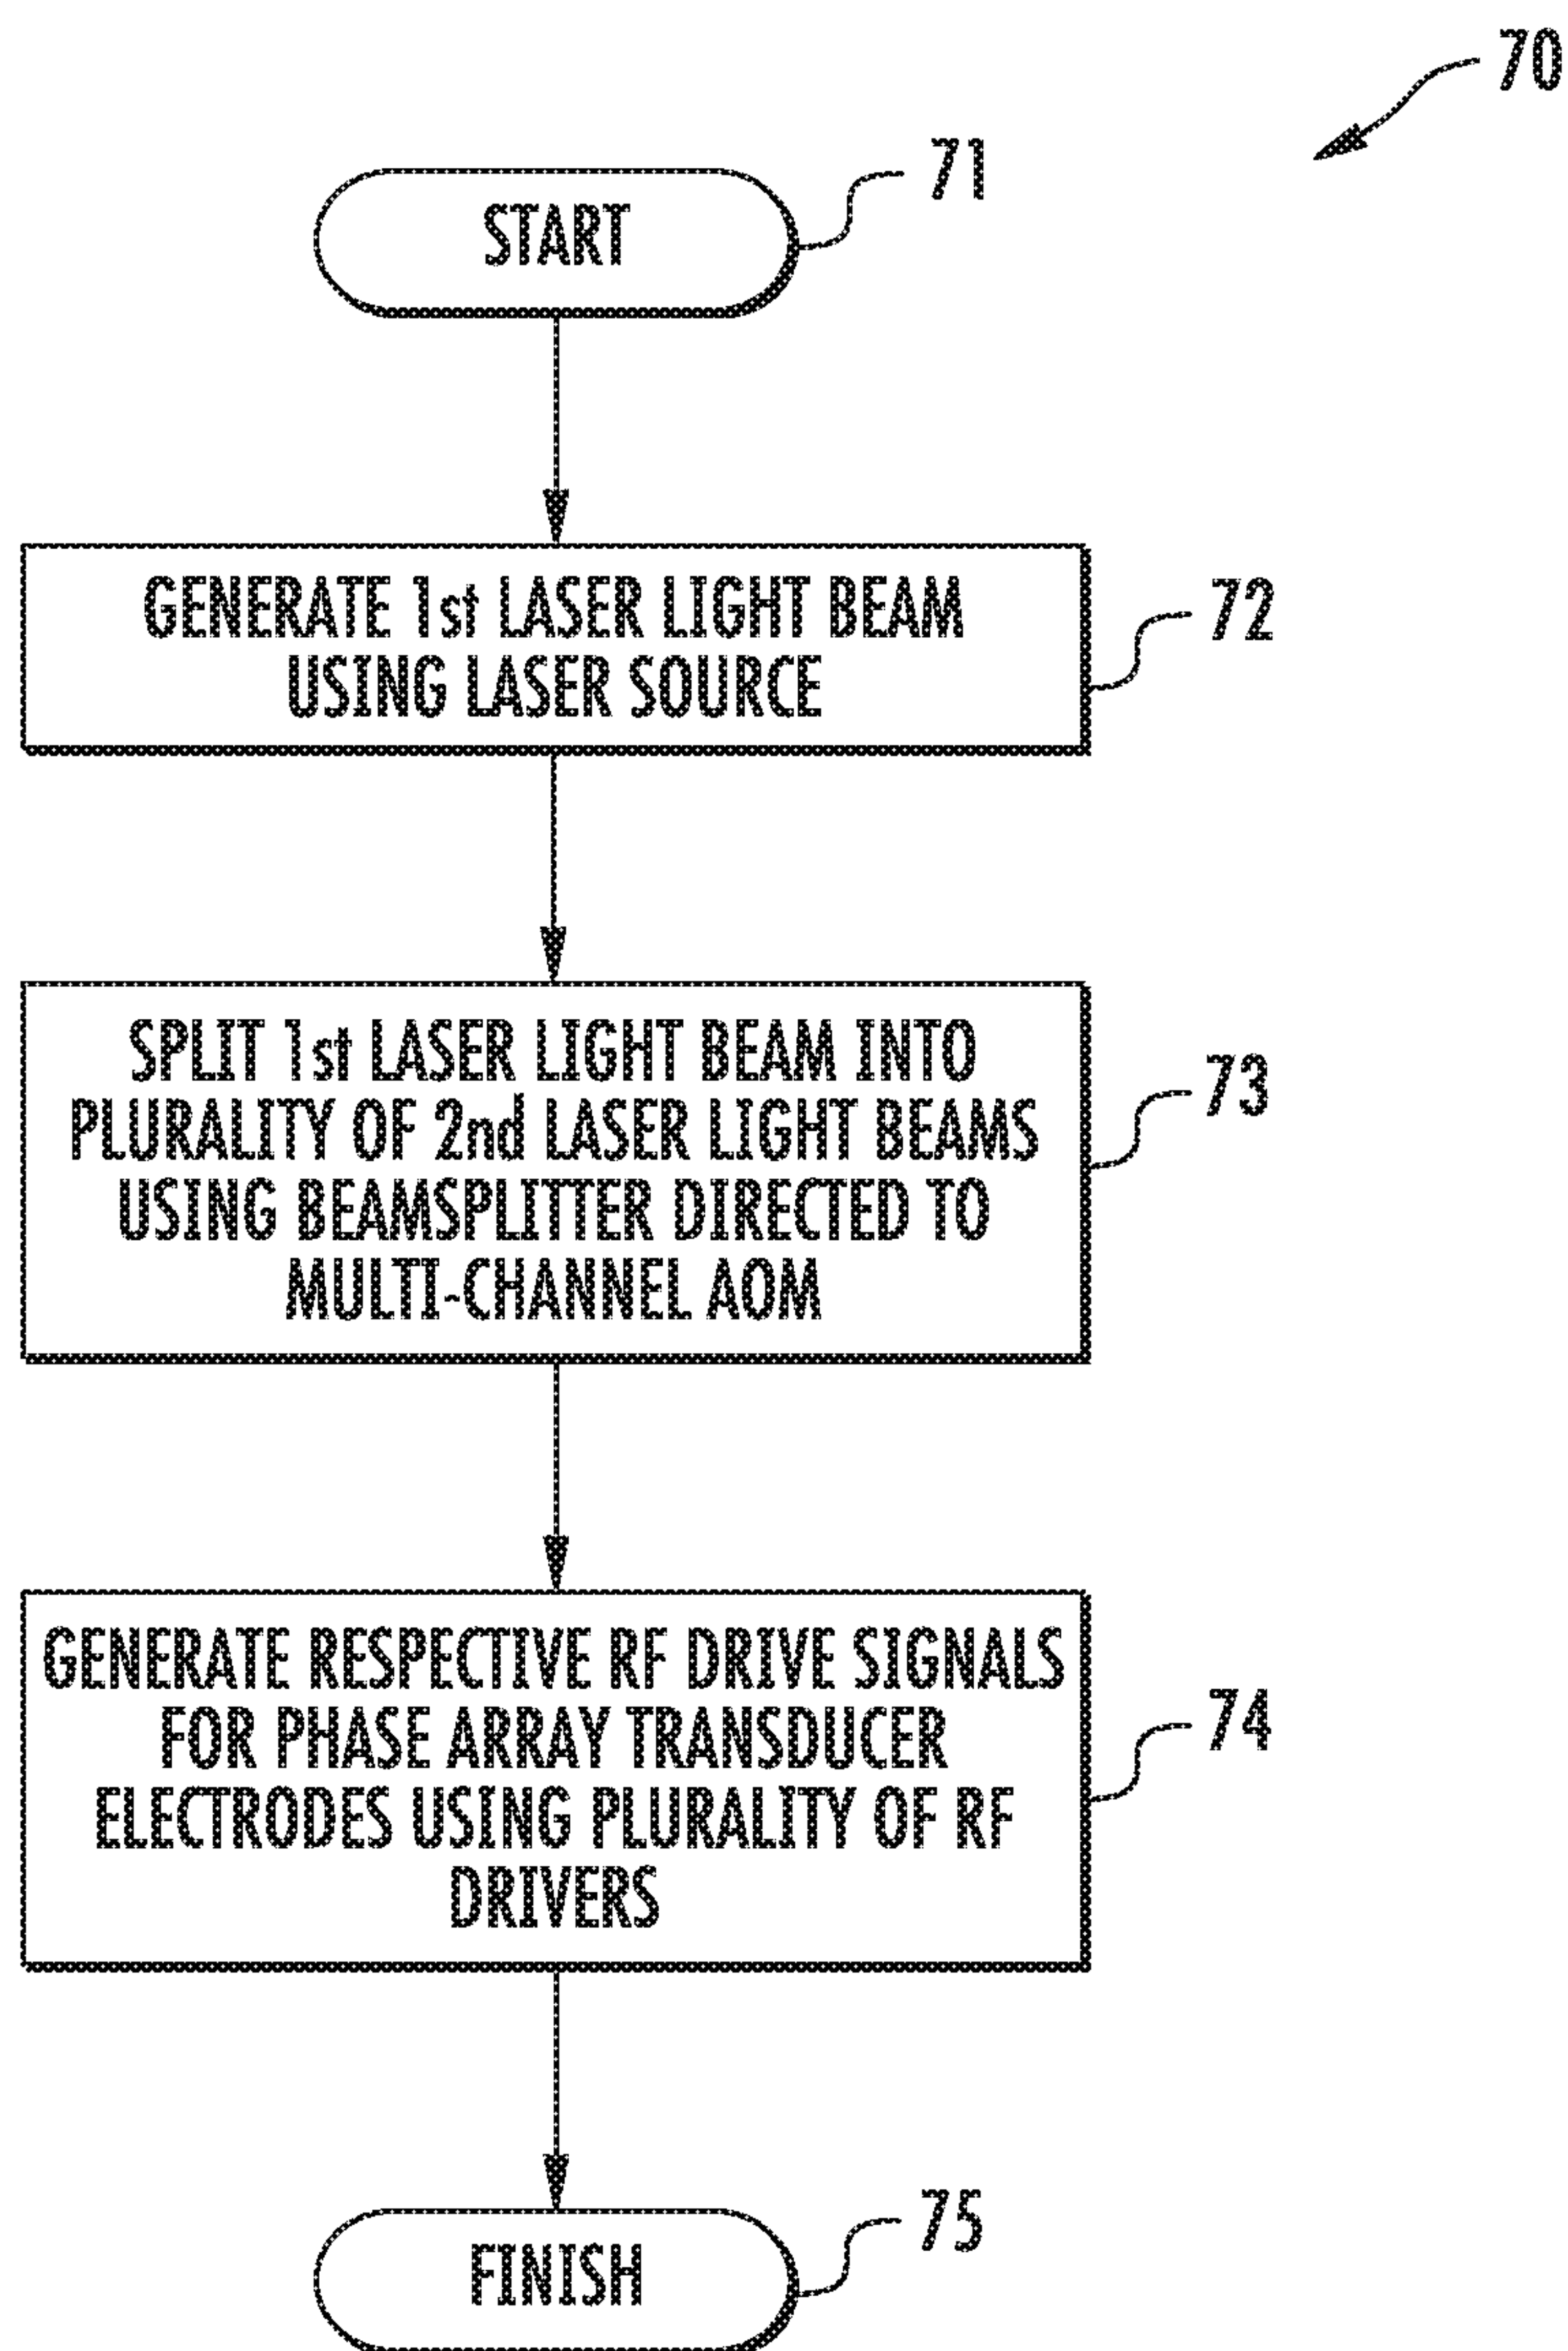 70
START
71
GENERATE 1st LASER LIGHT BEAM
USING LASER SOURCE
72
SPLIT 1st LASER LIGHT BEAM INTO
PLURALITY OF 2nd LASER LIGHT BEAMS
USING BEAMSPLITTER DIRECTED TO
MULTI-CHANNEL AOM
73
GENERATE RESPECTIVE RF DRIVE SIGNALS
FOR PHASE ARRAY TRANSDUCER
ELECTRODES USING PLURALITY OF RF
DRIVERS
74
FINISH
75